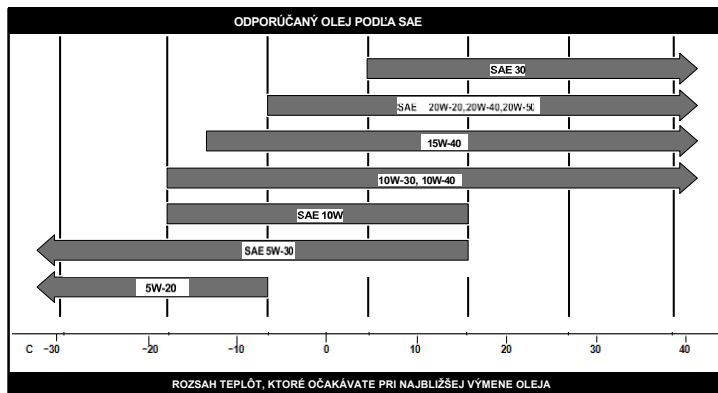 ODPORÚČANÝ OLEJ PODĽA SAE
SAE 30
SAE 20W-20,20W-40,20W-50
15W-40
10W-30, 10W-40
SAE 10W
SAE 5W-30
5W-20
C −30 −20 −10 0 10 20 30 40
ROZSAH TEPLÔT, KTORÉ OČAKÁVATE PRI NAJBLIŽŠEJ VÝMENE OLEJA